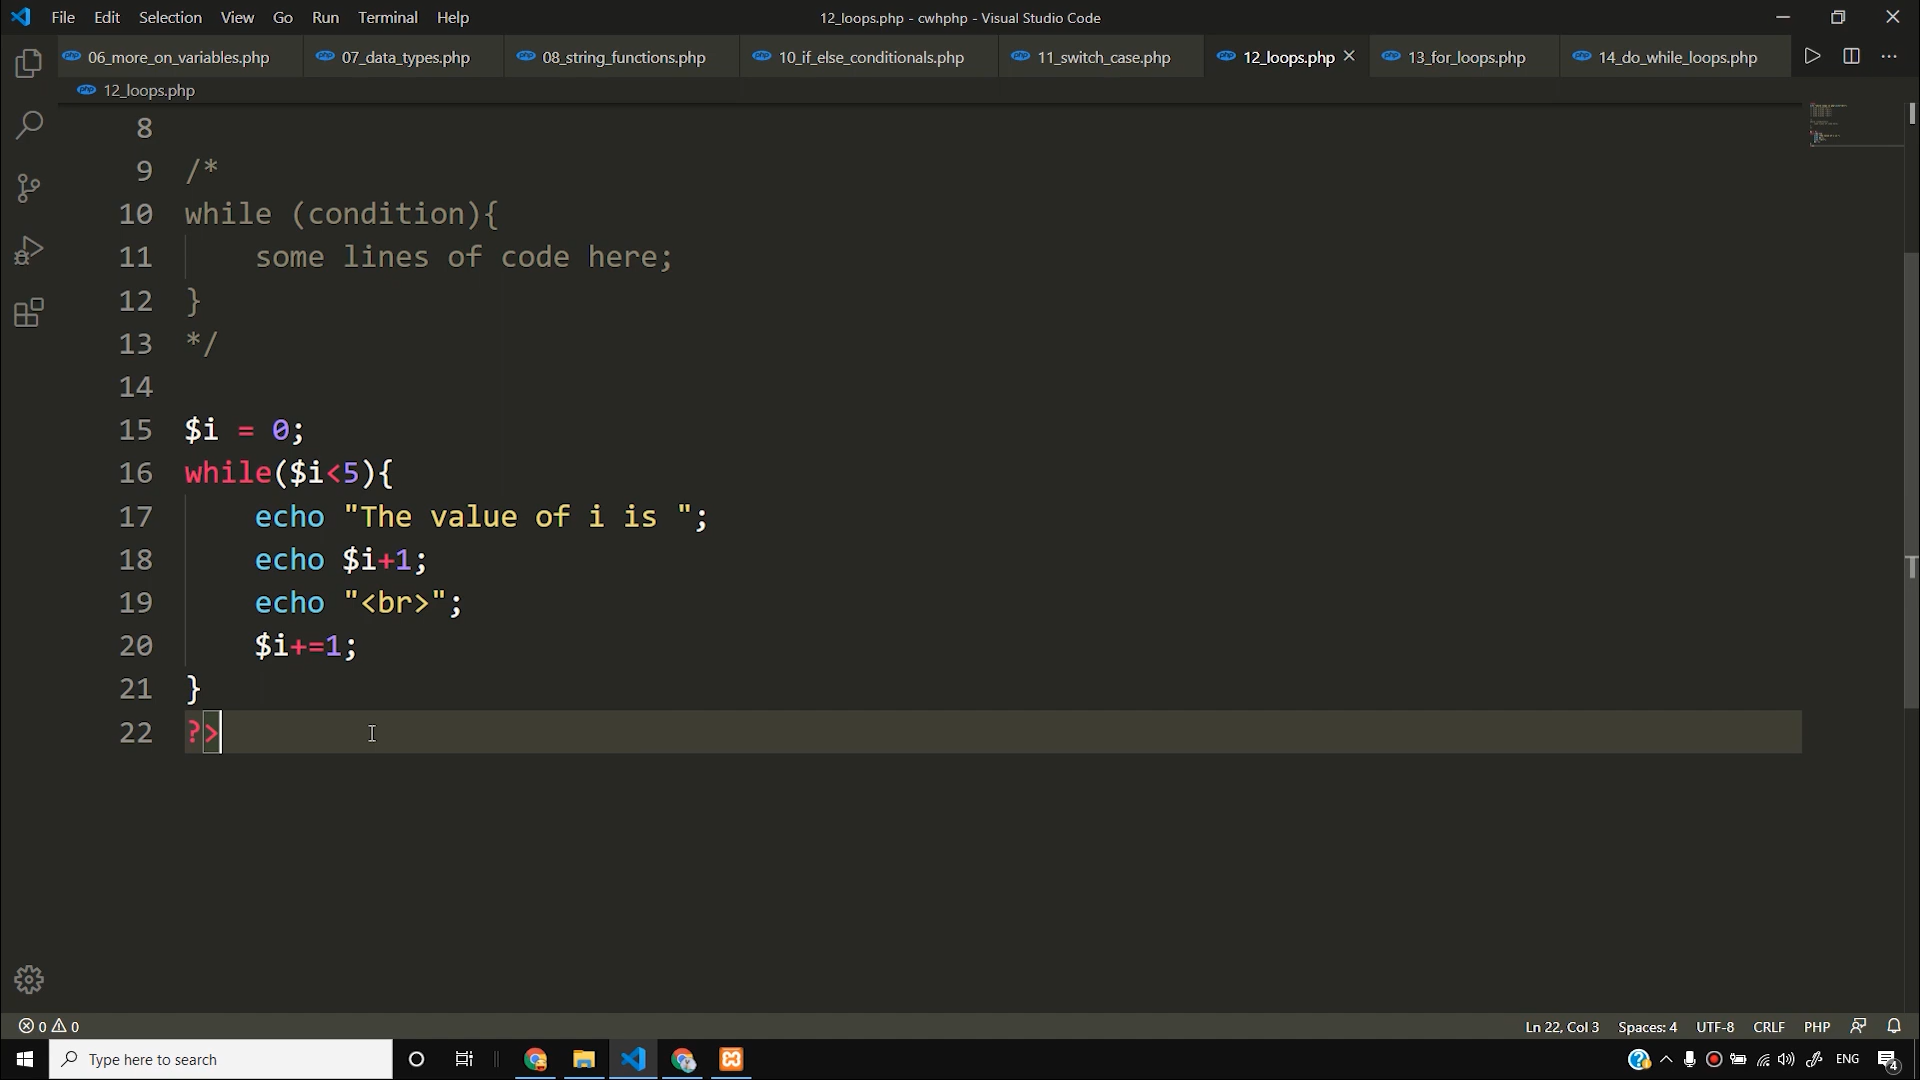 File Edit Selection View Go Run Terminal Help
12_loops.php - cwhphp - Visual Studio Code
06_more_on_variables.php 07_data_types.php 08_string_functions.php 10_if_else_conditionals.php 11_switch_case.php 12_loops.php 13_for_loops.php 14_do_while_loops.php
12_loops.php
8
9 /*
10 while (condition){
11 some lines of code here;
12 }
13 */
14
15 $i = 0;
16 while($i<5){
17 echo "The value of i is ";
18 echo $i+1;
19 echo "<br>";
20 $i+=1;
21 }
22 ?>
0 0 Ln 22, Col 3 Spaces: 4 UTF-8 CRLF PHP
Type here to search ENG 4